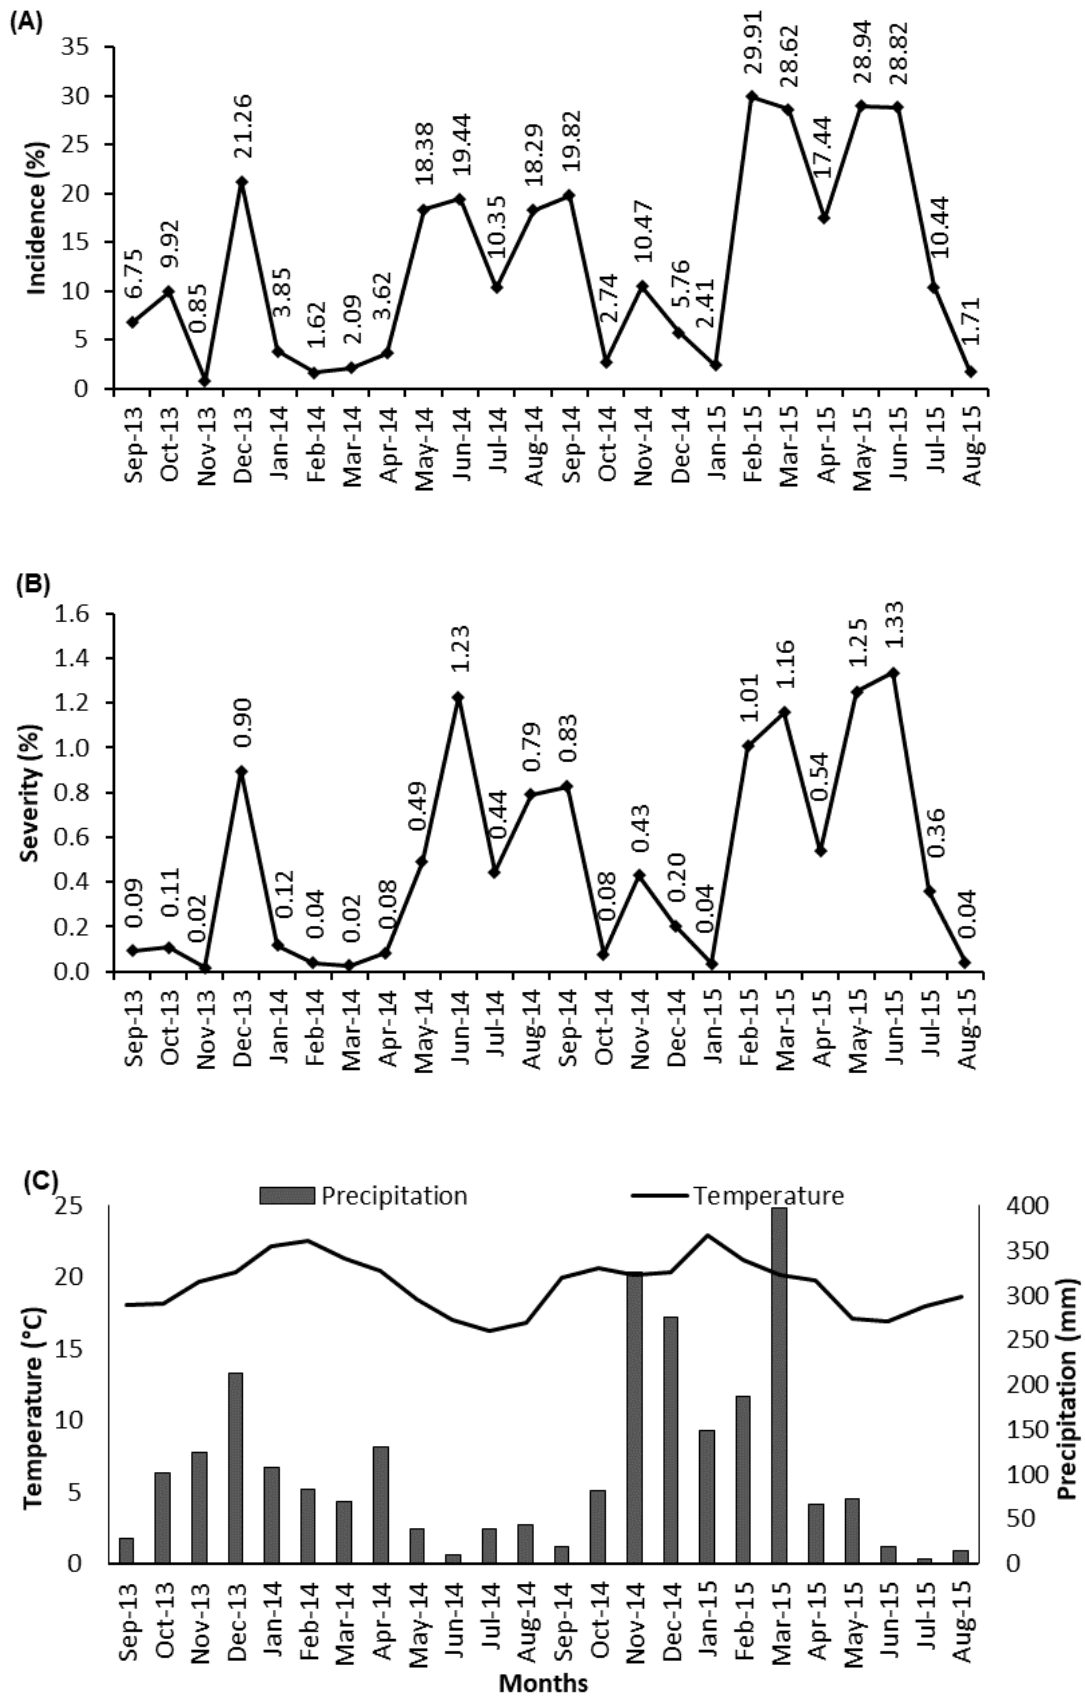 (A)
Incidence (%)
35
30
25
20
15
10
5
0
6.75 9.92 0.85 21.26 3.85 1.62 2.09 3.62 18.38 19.44 10.35 18.29 19.82 2.74 10.47 5.76 2.41 29.91 28.62 17.44 28.94 28.82 10.44 1.71
Sep-13 Oct-13 Nov-13 Dec-13 Jan-14 Feb-14 Mar-14 Apr-14 May-14 Jun-14 Jul-14 Aug-14 Sep-14 Oct-14 Nov-14 Dec-14 Jan-15 Feb-15 Mar-15 Apr-15 May-15 Jun-15 Jul-15 Aug-15
(B)
Severity (%)
1.6
1.4
1.2
1.0
0.8
0.6
0.4
0.2
0.0
0.09 0.11 0.02 0.90 0.12 0.04 0.02 0.08 0.49 1.23 0.44 0.79 0.83 0.08 0.43 0.20 0.04 1.01 1.16 0.54 1.25 1.33 0.36 0.04
Sep-13 Oct-13 Nov-13 Dec-13 Jan-14 Feb-14 Mar-14 Apr-14 May-14 Jun-14 Jul-14 Aug-14 Sep-14 Oct-14 Nov-14 Dec-14 Jan-15 Feb-15 Mar-15 Apr-15 May-15 Jun-15 Jul-15 Aug-15
(C)
Precipitation Temperature
Temperature (°C)
25
20
15
10
5
0
400
350
300
250
200
150
100
50
0
Precipitation (mm)
Sep-13 Oct-13 Nov-13 Dec-13 Jan-14 Feb-14 Mar-14 Apr-14 May-14 Jun-14 Jul-14 Aug-14 Sep-14 Oct-14 Nov-14 Dec-14 Jan-15 Feb-15 Mar-15 Apr-15 May-15 Jun-15 Jul-15 Aug-15
Months